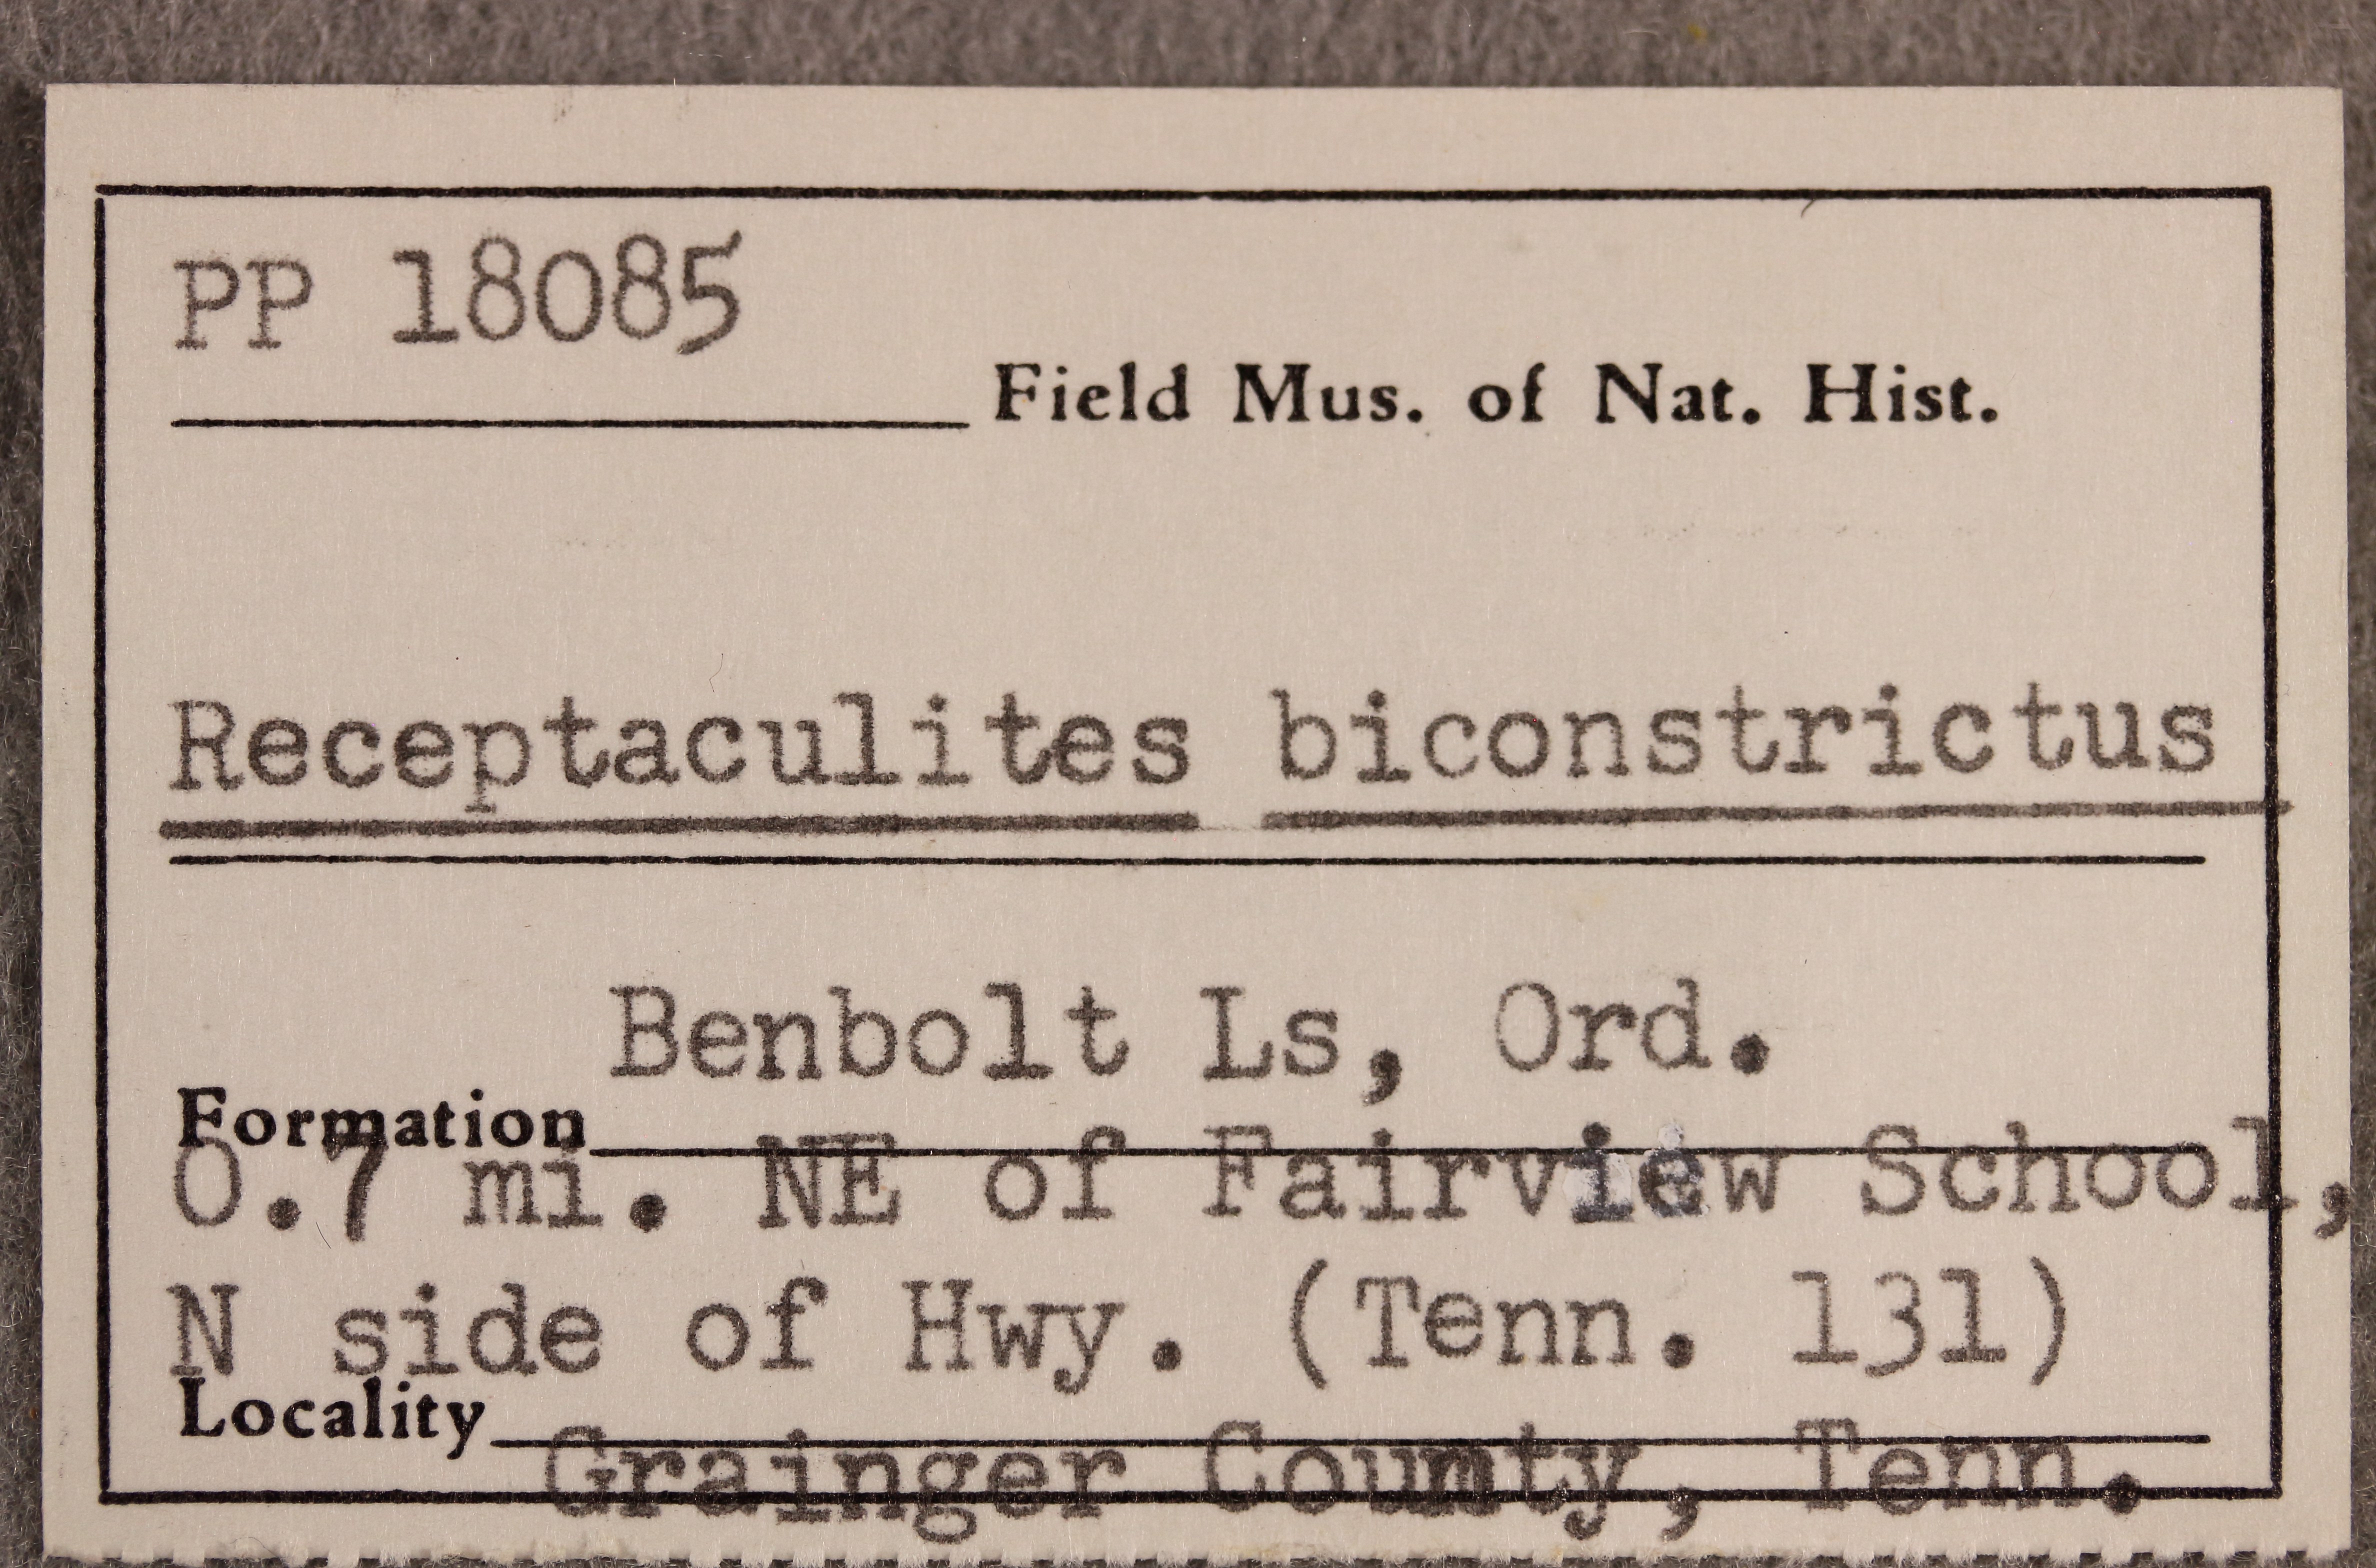 PP 18085
Field Mus. of Nat. Hist.
Receptaculites biconstrictus
Benbolt Ls, Ord.
Formation
0.7 mi. NE of Fairview School,
N side of Hwy. (Tenn. 131)
Locality
Grainger County, Tenn.